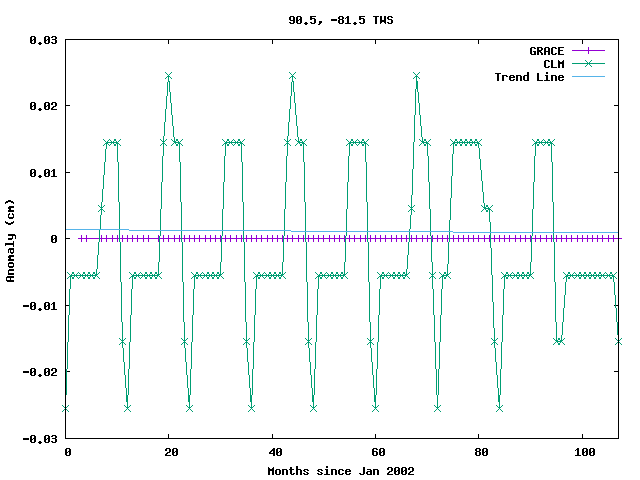 90.5, -81.5 TWS
GRACE
CLM
Trend Line
Anomaly (cm)
0.03
0.02
0.01
0
-0.01
-0.02
-0.03
0 20 40 60 80 100
Months since Jan 2002